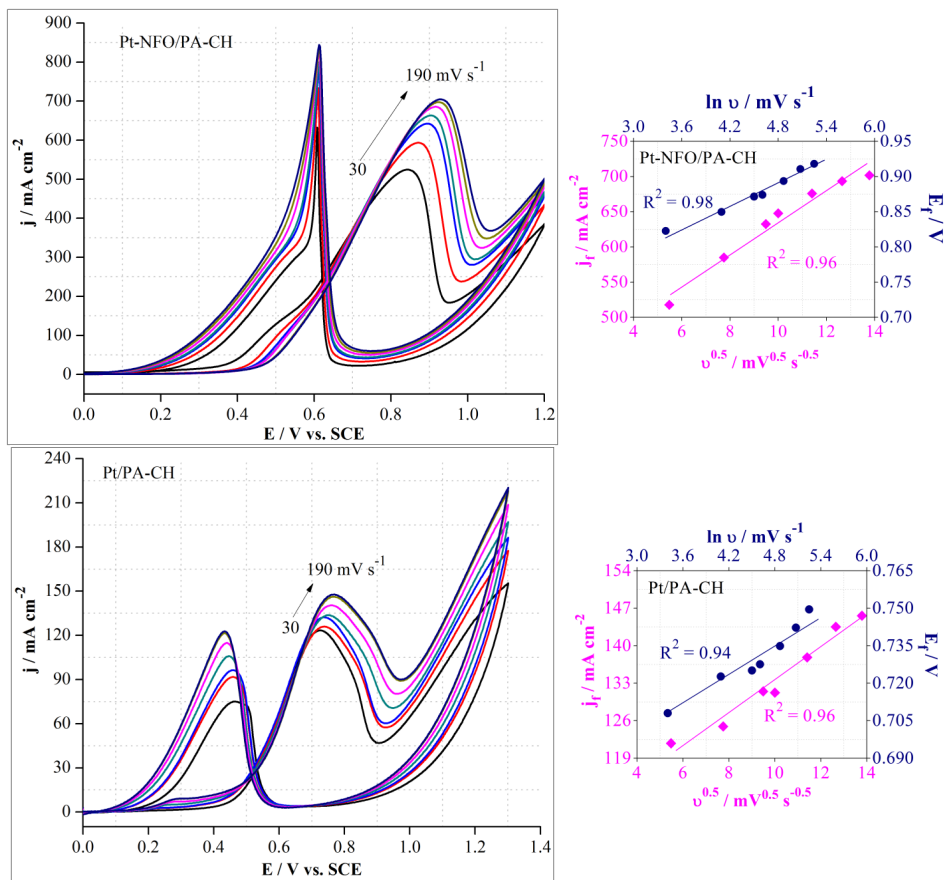 Pt-NFO/PA-CH
190 mV s⁻¹
30
900
800
700
600
500
400
300
200
100
0
j / mA cm⁻²
0.0 0.2 0.4 0.6 0.8 1.0 1.2
E / V vs. SCE
ln υ / mV s⁻¹
3.0 3.6 4.2 4.8 5.4 6.0
Pt-NFO/PA-CH
R² = 0.98
R² = 0.96
750
700
650
600
550
500
j_f / mA cm⁻²
0.95
0.90
0.85
0.80
0.75
0.70
E_f / V
4 6 8 10 12 14
υ⁰·⁵ / mV⁰·⁵ s⁻⁰·⁵
Pt/PA-CH
190 mV s⁻¹
30
240
210
180
150
120
90
60
30
0
j / mA cm⁻²
0.0 0.2 0.4 0.6 0.8 1.0 1.2 1.4
E / V vs. SCE
ln υ / mV s⁻¹
3.0 3.6 4.2 4.8 5.4 6.0
Pt/PA-CH
R² = 0.94
R² = 0.96
154
147
140
133
126
119
j_f / mA cm⁻²
0.765
0.750
0.735
0.720
0.705
0.690
E_f / V
4 6 8 10 12 14
υ⁰·⁵ / mV⁰·⁵ s⁻⁰·⁵